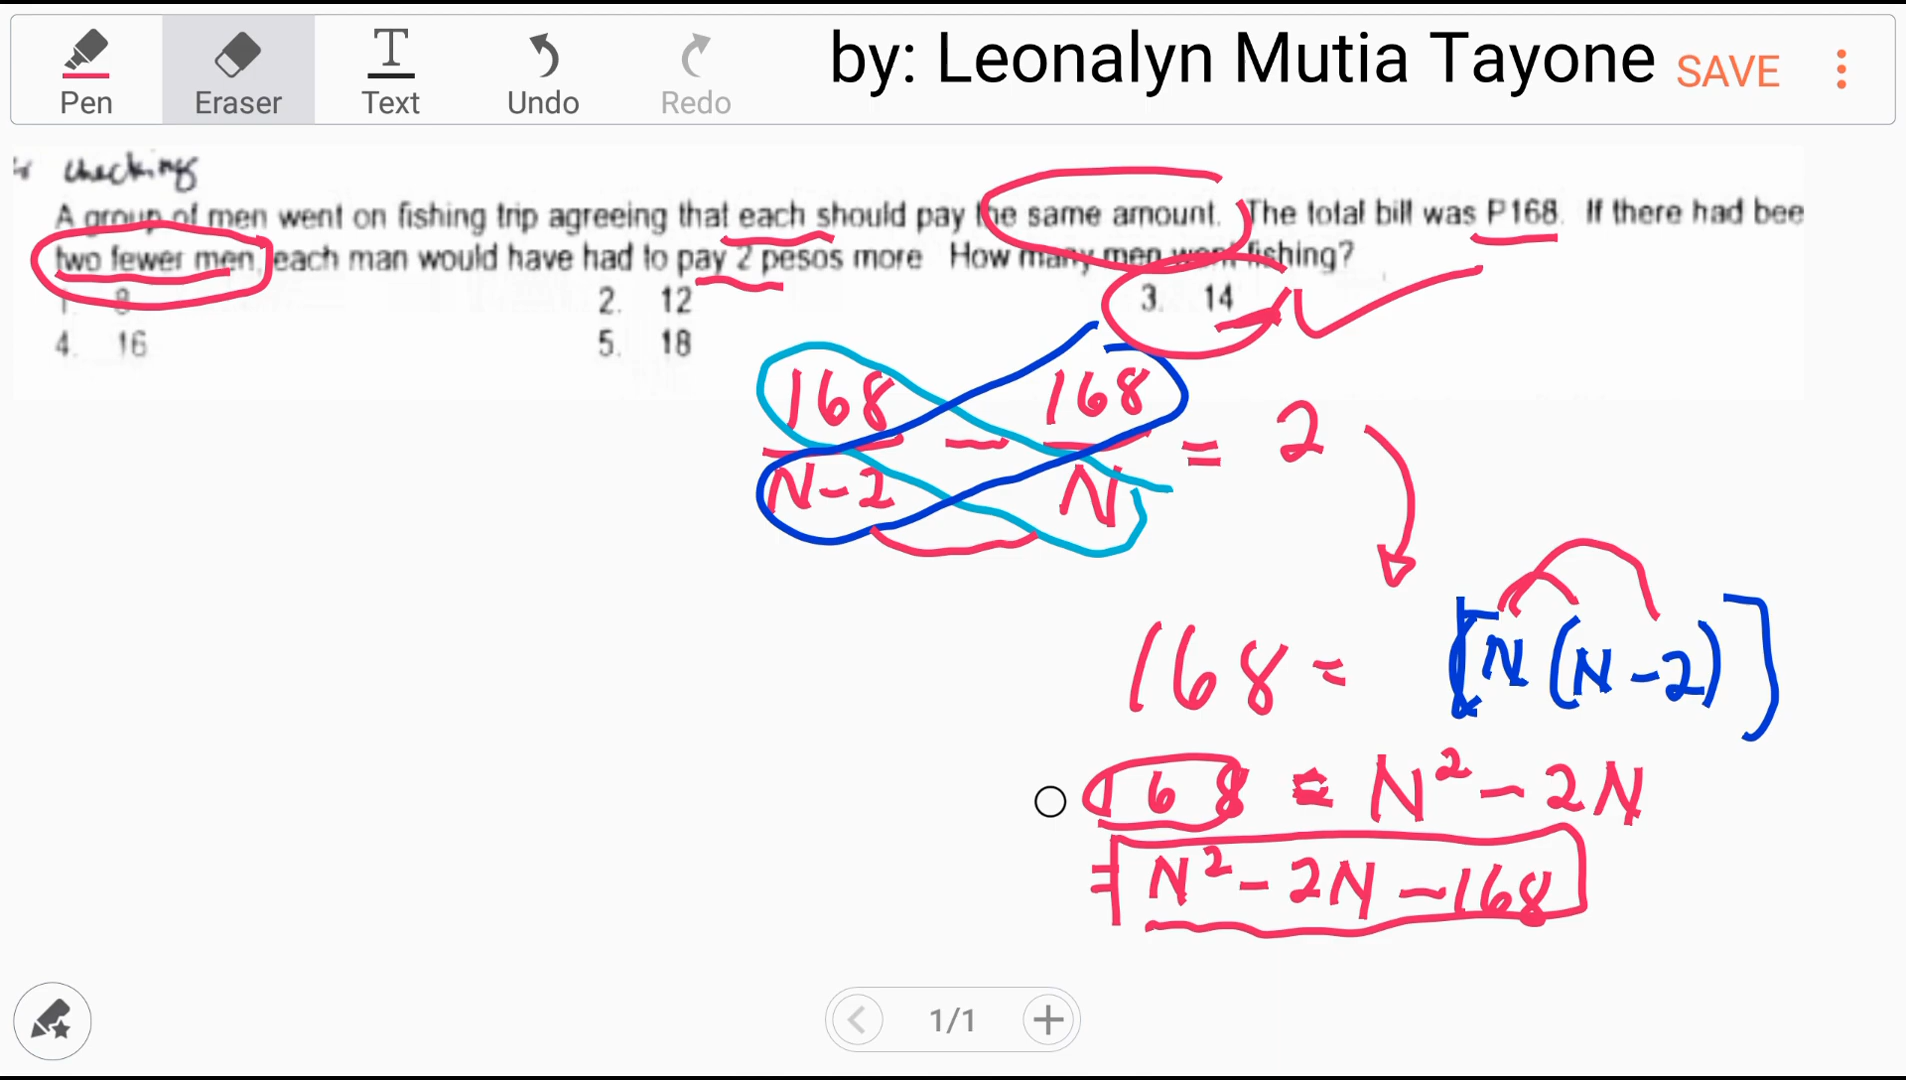 Pen
Eraser
Text
Undo
Redo
by: Leonalyn Mutia Tayone
SAVE
checking
A group of men went on fishing trip agreeing that each should pay the same amount. The total bill was P168. If there had bee
two fewer men, each man would have had to pay 2 pesos more How many men went fishing?
1. 8
2. 12
3. 14
4. 16
5. 18
168/N-2 - 168/N = 2
168 = [N(N-2)]
168 = N² - 2N
= N² - 2N - 168
1/1